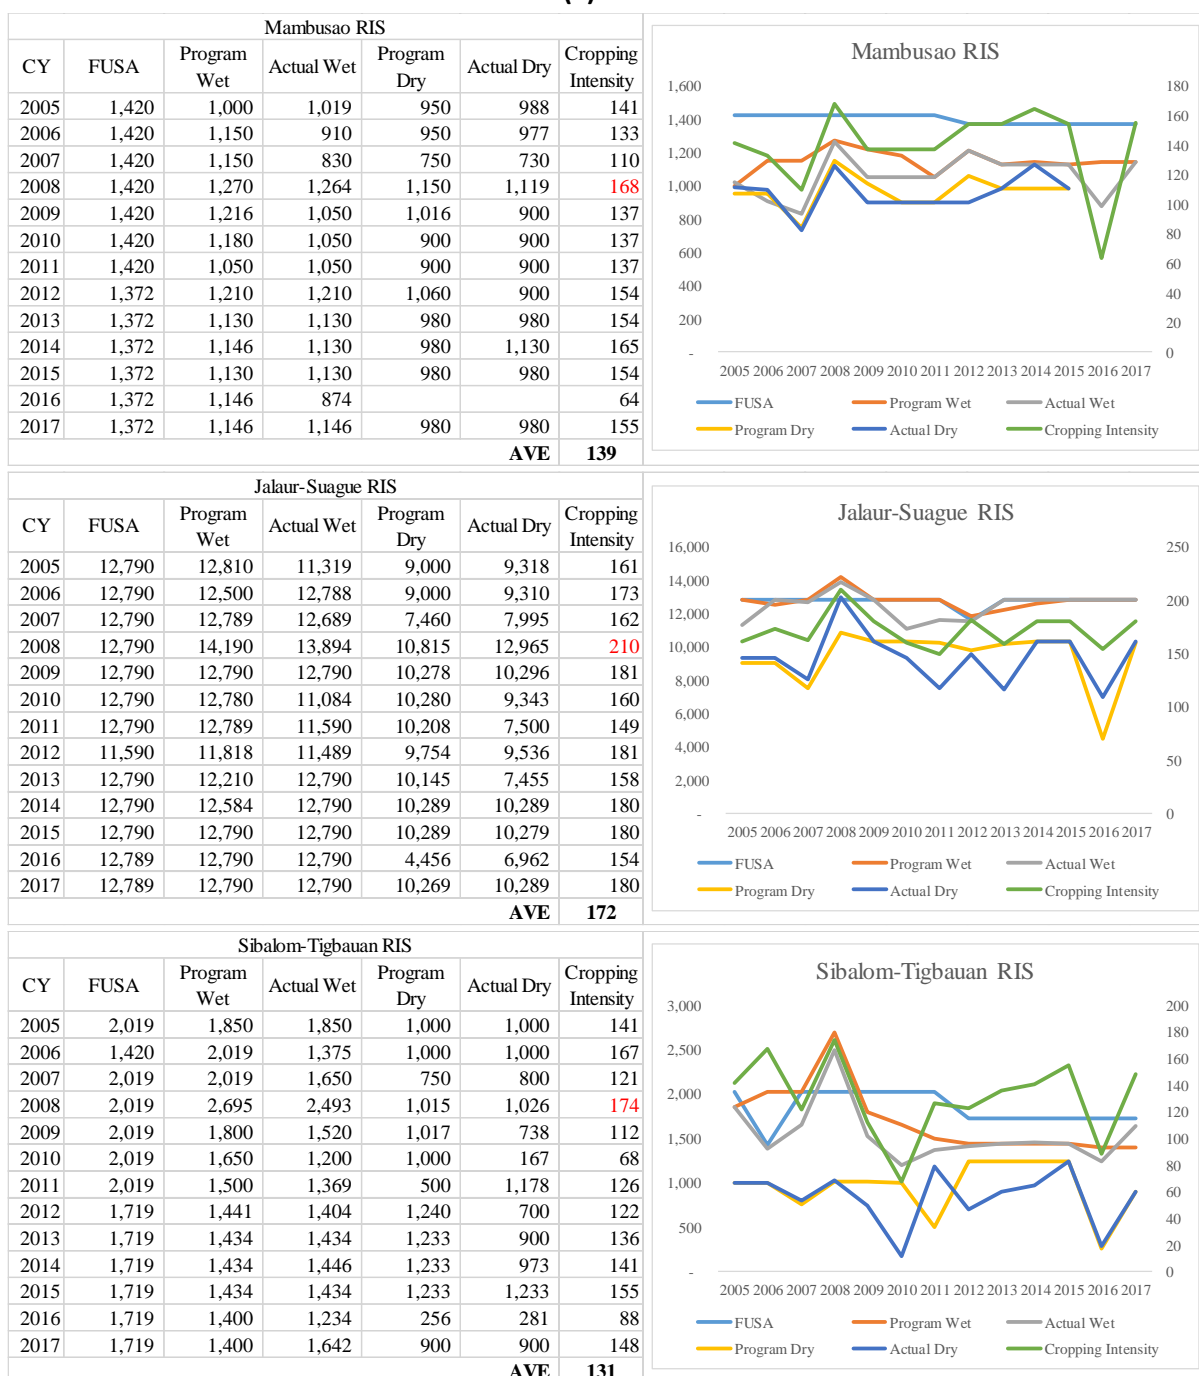 Mambusao RIS
CY FUSA Program Wet Actual Wet Program Dry Actual Dry Cropping Intensity
2005 1,420 1,000 1,019 950 988 141
2006 1,420 1,150 910 950 977 133
2007 1,420 1,150 830 750 730 110
2008 1,420 1,270 1,264 1,150 1,119 168
2009 1,420 1,216 1,050 1,016 900 137
2010 1,420 1,180 1,050 900 900 137
2011 1,420 1,050 1,050 900 900 137
2012 1,372 1,210 1,210 1,060 900 154
2013 1,372 1,130 1,130 980 980 154
2014 1,372 1,146 1,130 980 1,130 165
2015 1,372 1,130 1,130 980 980 154
2016 1,372 1,146 874 64
2017 1,372 1,146 1,146 980 980 155
AVE 139
Mambusao RIS
1,600 180
1,400 160
1,200 140
1,000 120
800 100
600 80
400 60
200 40
- 20
0
2005 2006 2007 2008 2009 2010 2011 2012 2013 2014 2015 2016 2017
FUSA Program Wet Actual Wet
Program Dry Actual Dry Cropping Intensity
Jalaur-Suague RIS
CY FUSA Program Wet Actual Wet Program Dry Actual Dry Cropping Intensity
2005 12,790 12,810 11,319 9,000 9,318 161
2006 12,790 12,500 12,788 9,000 9,310 173
2007 12,790 12,789 12,689 7,460 7,995 162
2008 12,790 14,190 13,894 10,815 12,965 210
2009 12,790 12,790 12,790 10,278 10,296 181
2010 12,790 12,780 11,084 10,280 9,343 160
2011 12,790 12,789 11,590 10,208 7,500 149
2012 11,590 11,818 11,489 9,754 9,536 181
2013 12,790 12,210 12,790 10,145 7,455 158
2014 12,790 12,584 12,790 10,289 10,289 180
2015 12,790 12,790 12,790 10,289 10,279 180
2016 12,789 12,790 12,790 4,456 6,962 154
2017 12,789 12,790 12,790 10,269 10,289 180
AVE 172
Jalaur-Suague RIS
16,000 250
14,000
12,000 200
10,000 150
8,000
6,000 100
4,000 50
2,000
- 0
2005 2006 2007 2008 2009 2010 2011 2012 2013 2014 2015 2016 2017
FUSA Program Wet Actual Wet
Program Dry Actual Dry Cropping Intensity
Sibalom-Tigbauan RIS
CY FUSA Program Wet Actual Wet Program Dry Actual Dry Cropping Intensity
2005 2,019 1,850 1,850 1,000 1,000 141
2006 1,420 2,019 1,375 1,000 1,000 167
2007 2,019 2,019 1,650 750 800 121
2008 2,019 2,695 2,493 1,015 1,026 174
2009 2,019 1,800 1,520 1,017 738 112
2010 2,019 1,650 1,200 1,000 167 68
2011 2,019 1,500 1,369 500 1,178 126
2012 1,719 1,441 1,404 1,240 700 122
2013 1,719 1,434 1,434 1,233 900 136
2014 1,719 1,434 1,446 1,233 973 141
2015 1,719 1,434 1,434 1,233 1,233 155
2016 1,719 1,400 1,234 256 281 88
2017 1,719 1,400 1,642 900 900 148
AVE 131
Sibalom-Tigbauan RIS
3,000 200
2,500 180
2,000 160
1,500 140
1,000 120
500 100
- 80
60
40
20
0
2005 2006 2007 2008 2009 2010 2011 2012 2013 2014 2015 2016 2017
FUSA Program Wet Actual Wet
Program Dry Actual Dry Cropping Intensity